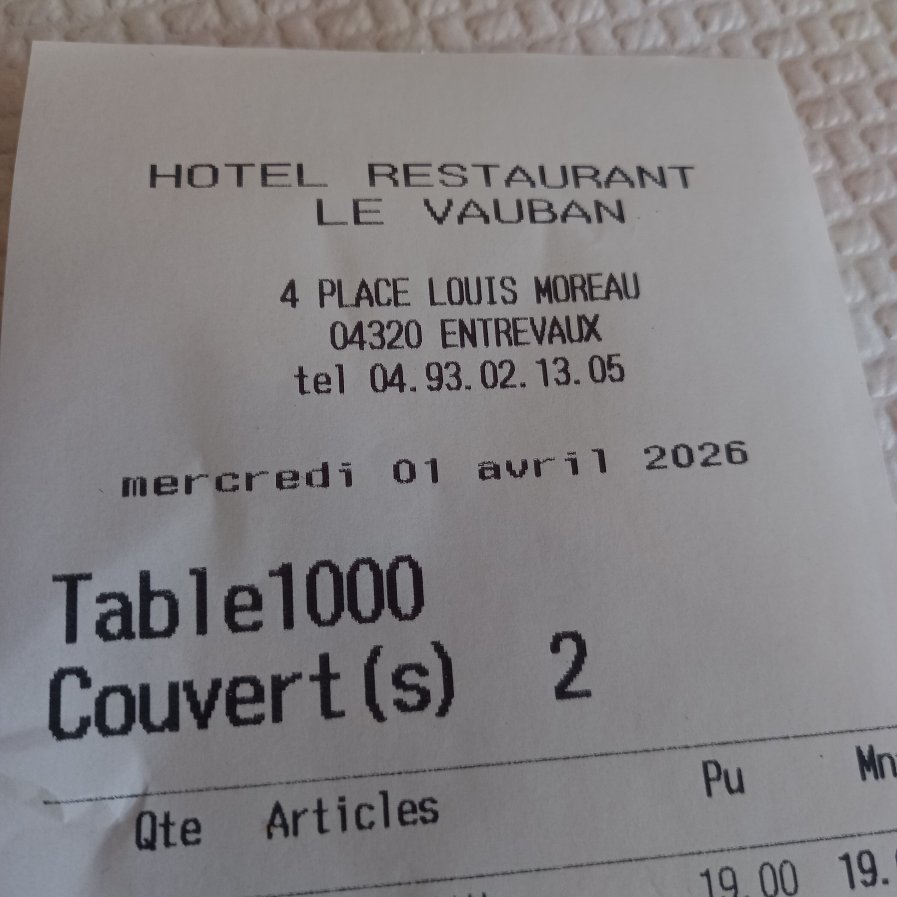 HOTEL RESTAURANT
LE VAUBAN
4 PLACE LOUIS MOREAU
04320 ENTREVAUX
tel 04.93.02.13.05
mercredi 01 avril 2026
Table1000
Couvert(s) 2
Qte Articles Pu
19.00 19.